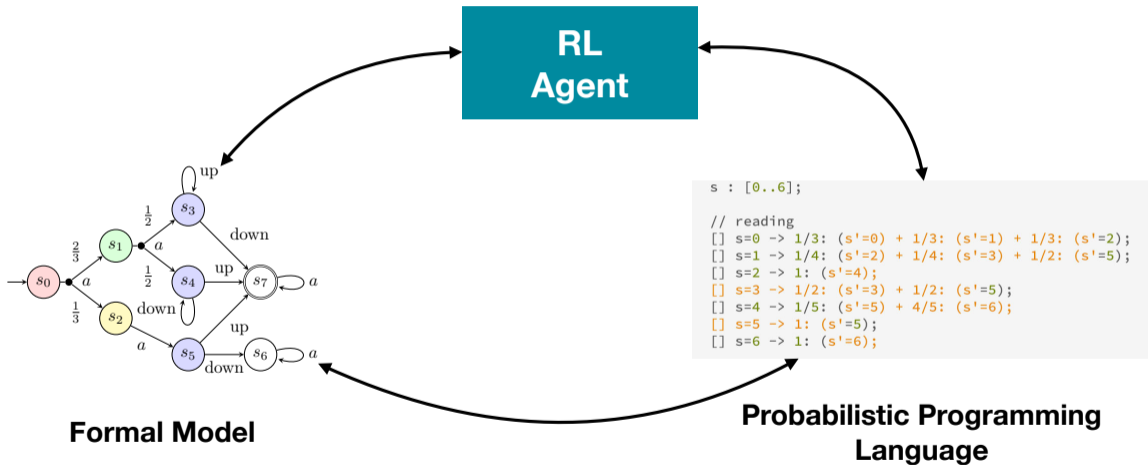 RL
Agent
up
s₃
1/2
down
2/3
s₁
a
s₀
a
1/2
up
s₄
s₇
a
down
1/3
s₂
up
a
s₅
s₆
a
down
Formal Model
s : [0..6];
// reading
[] s=0 -> 1/3: (s'=0) + 1/3: (s'=1) + 1/3: (s'=2);
[] s=1 -> 1/4: (s'=2) + 1/4: (s'=3) + 1/2: (s'=5);
[] s=2 -> 1: (s'=4);
[] s=3 -> 1/2: (s'=3) + 1/2: (s'=5);
[] s=4 -> 1/5: (s'=5) + 4/5: (s'=6);
[] s=5 -> 1: (s'=5);
[] s=6 -> 1: (s'=6);
Probabilistic Programming
Language